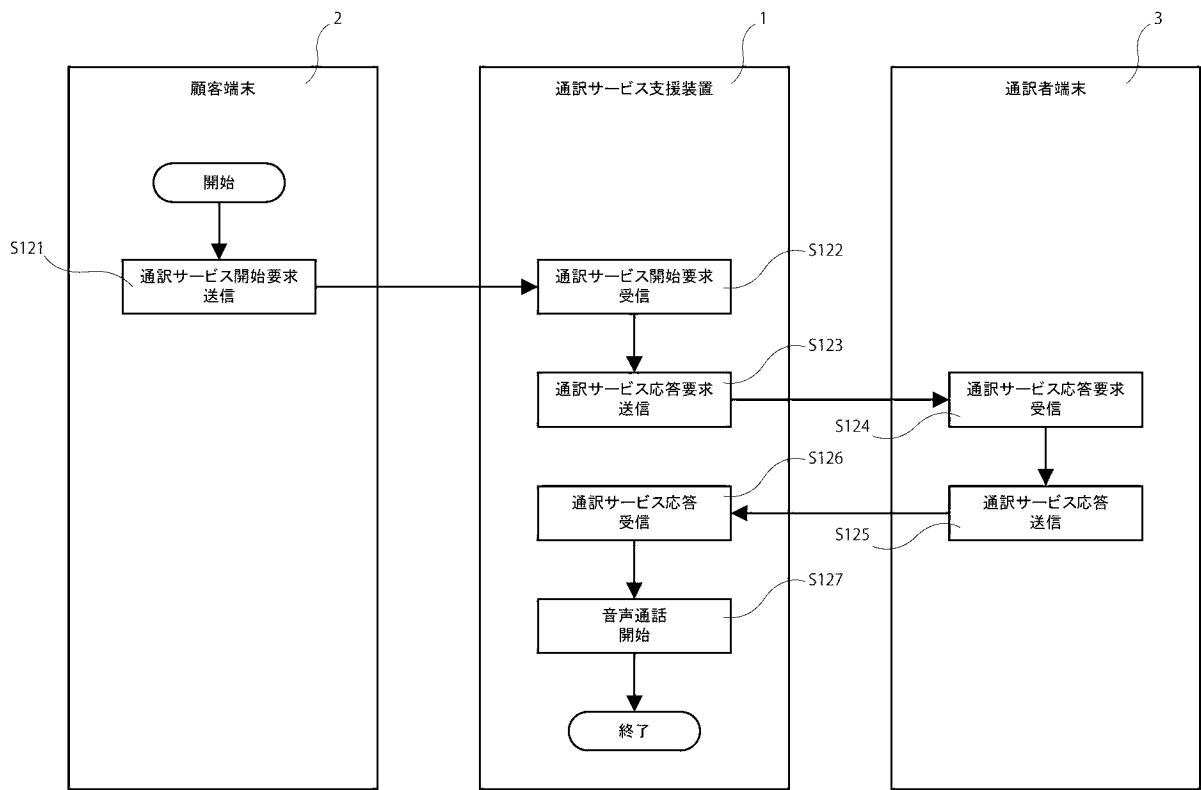 2
1
3
顧客端末
通訳サービス支援装置
通訳者端末
開始
S121
通訳サービス開始要求
送信
通訳サービス開始要求
受信
S122
通訳サービス応答要求
送信
S123
通訳サービス応答要求
受信
S124
通訳サービス応答
受信
S126
通訳サービス応答
送信
S125
音声通話
開始
S127
終了